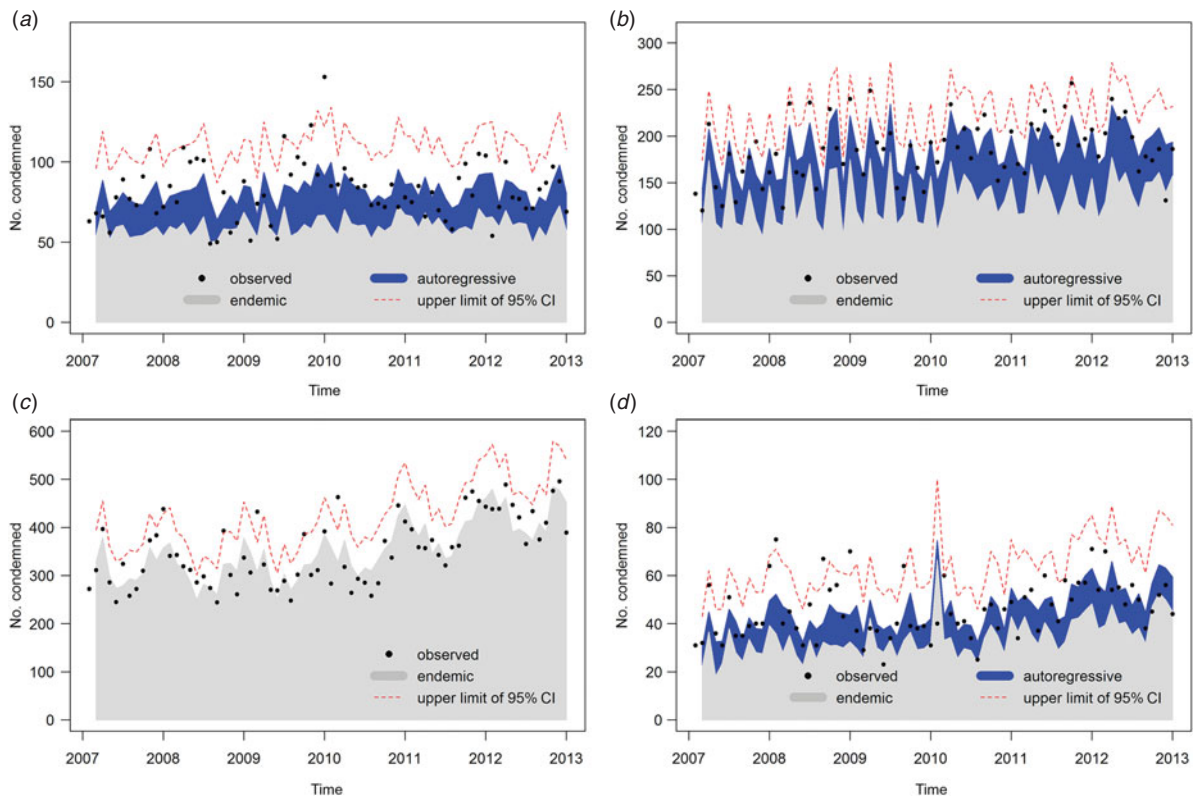 (a)
No. condemned
150
100
50
0
observed
autoregressive
endemic
upper limit of 95% CI
2007 2008 2009 2010 2011 2012 2013
Time
(b)
No. condemned
300
250
200
150
100
50
0
observed
autoregressive
endemic
upper limit of 95% CI
2007 2008 2009 2010 2011 2012 2013
Time
(c)
No. condemned
600
500
400
300
200
100
0
observed
endemic
upper limit of 95% CI
2007 2008 2009 2010 2011 2012 2013
Time
(d)
No. condemned
120
100
80
60
40
20
0
observed
autoregressive
endemic
upper limit of 95% CI
2007 2008 2009 2010 2011 2012 2013
Time